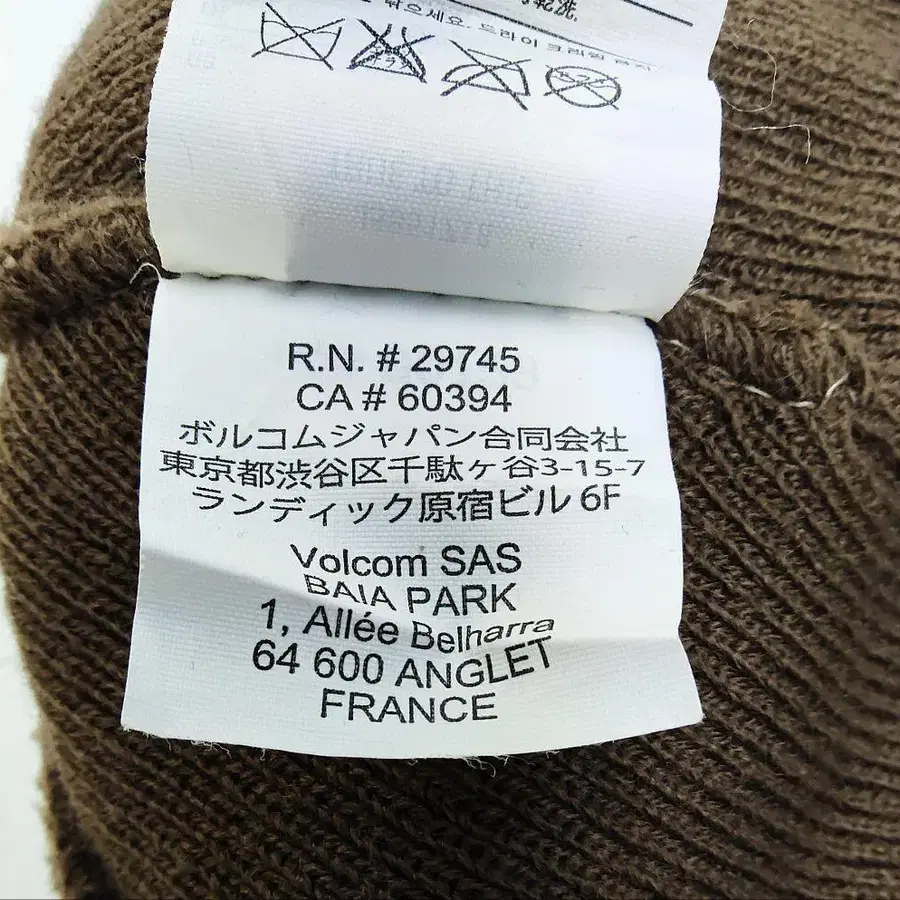 R.N. # 29745
CA # 60394
ボルコムジャパン合同会社
東京都渋谷区千駄ヶ谷3-15-7
ランディック原宿ビル 6F
Volcom SAS
BAIA PARK
1, Allée Belharra
64 600 ANGLET
FRANCE